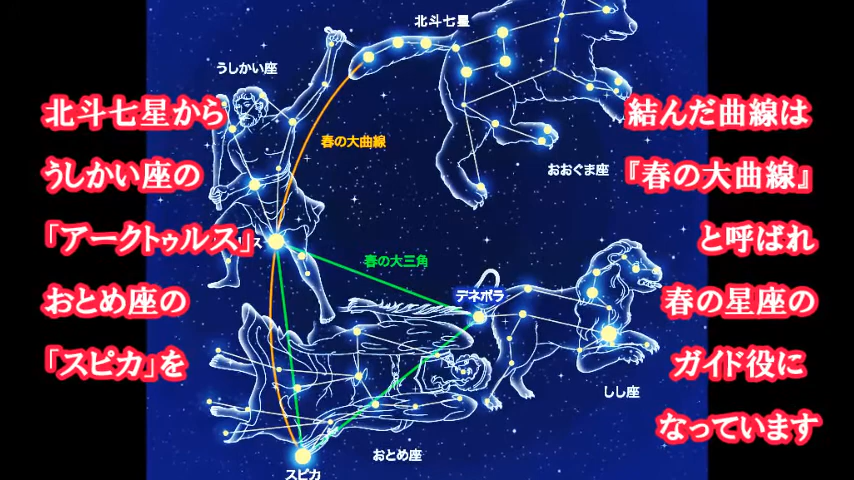 北斗七星から
うしかい座の
「アークトゥルス」
おとめ座の
「スピカ」を
結んだ曲線は
『春の大曲線』
と呼ばれ
春の星座の
ガイド役に
なっています
北斗七星
うしかい座
春の大曲線
おおぐま座
ス
春の大三角
デネボラ
しし座
おとめ座
スピカ